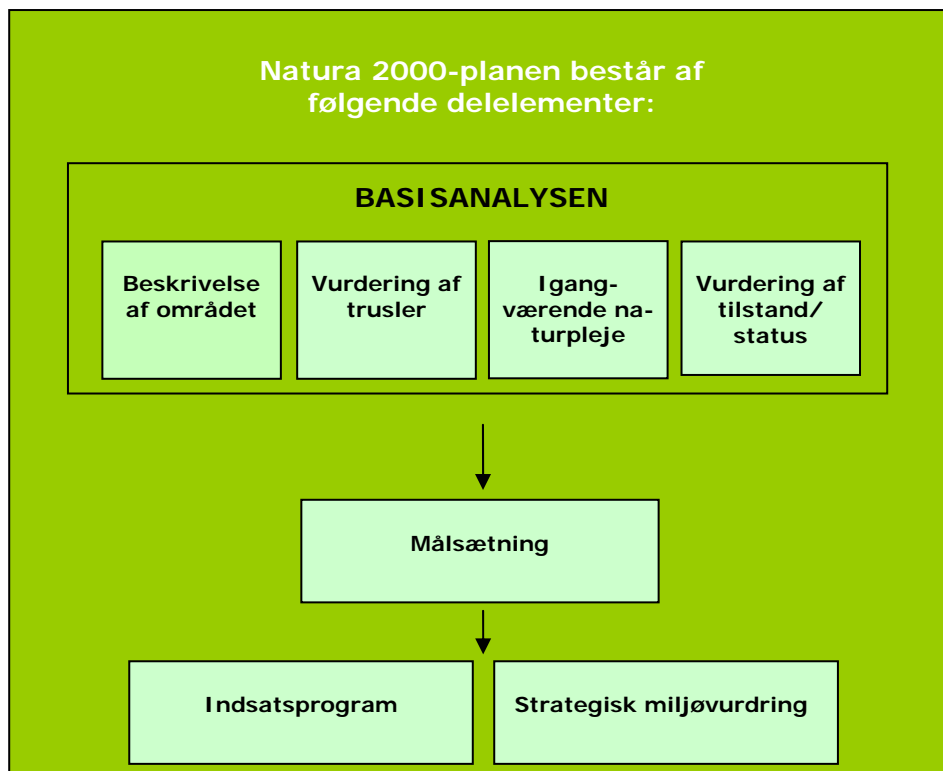 Natura 2000-planen består af
følgende delelementer:
BASISANALYSEN
Beskrivelse
af området
Vurdering af
trusler
Igang-
værende na-
turpleje
Vurdering af
tilstand/
status
Målsætning
Indsatsprogram
Strategisk miljøvurdring